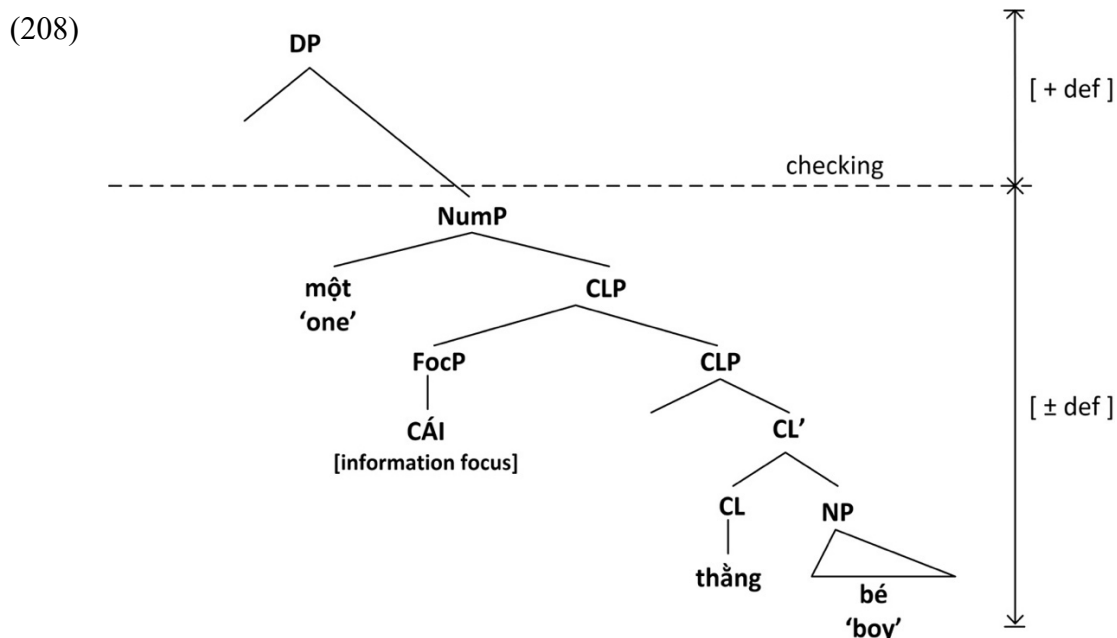 (208)
DP
[ + def ]
checking
NumP
một
‘one’
CLP
FocP
CLP
CÁI
[information focus]
[ ± def ]
CL’
CL
NP
thằng
bé
‘boy’